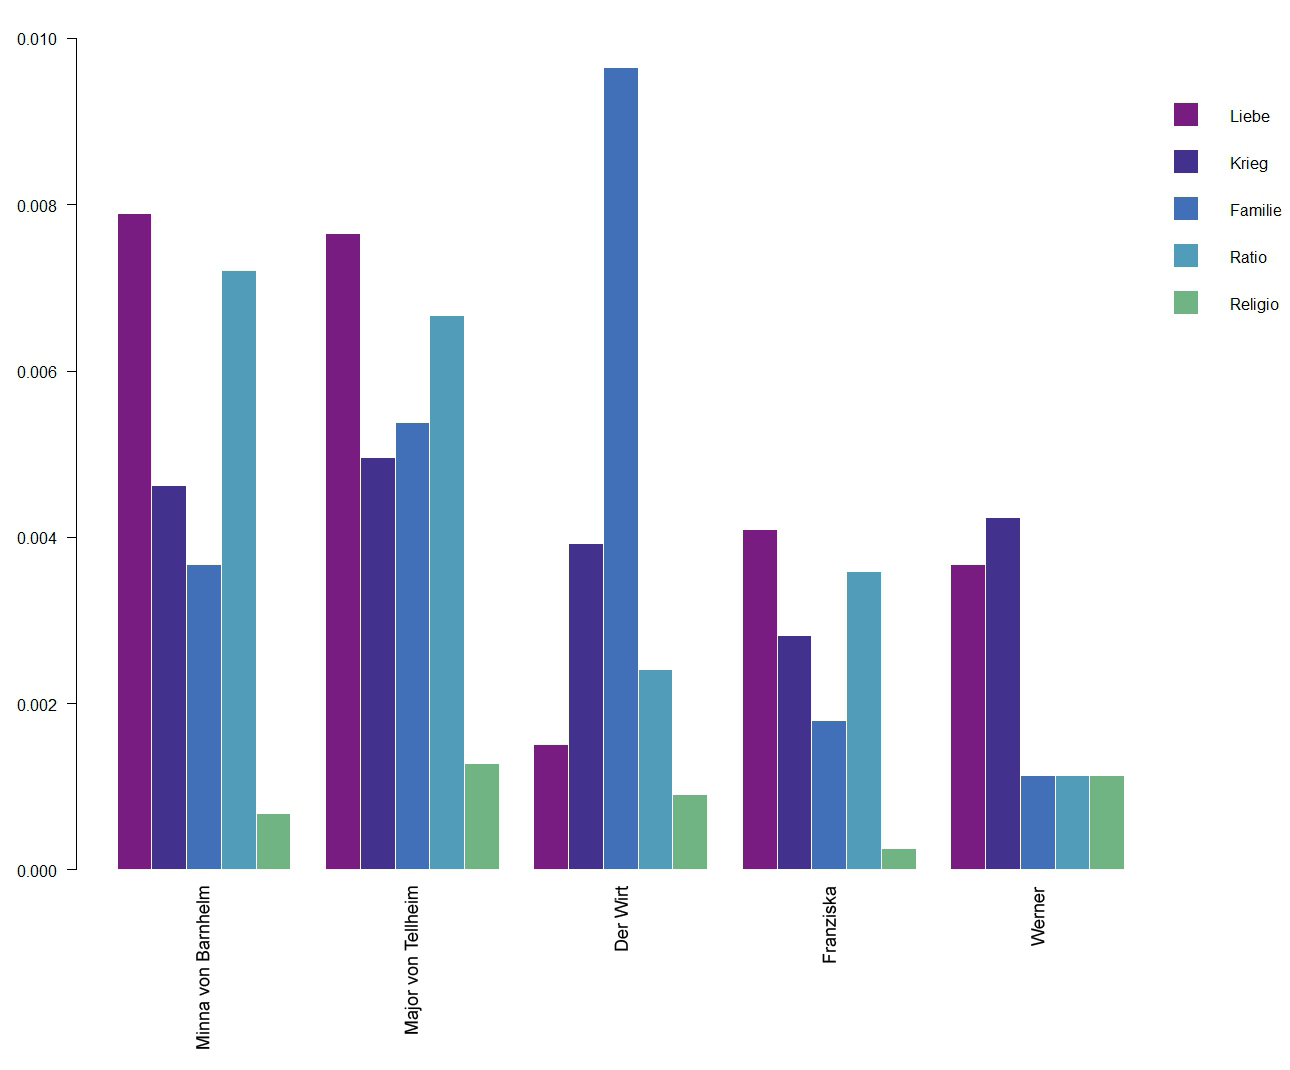 0.010
0.008
0.006
0.004
0.002
0.000
Minna von Barnhelm
Major von Tellheim
Der Wirt
Franziska
Werner
Liebe
Krieg
Familie
Ratio
Religio